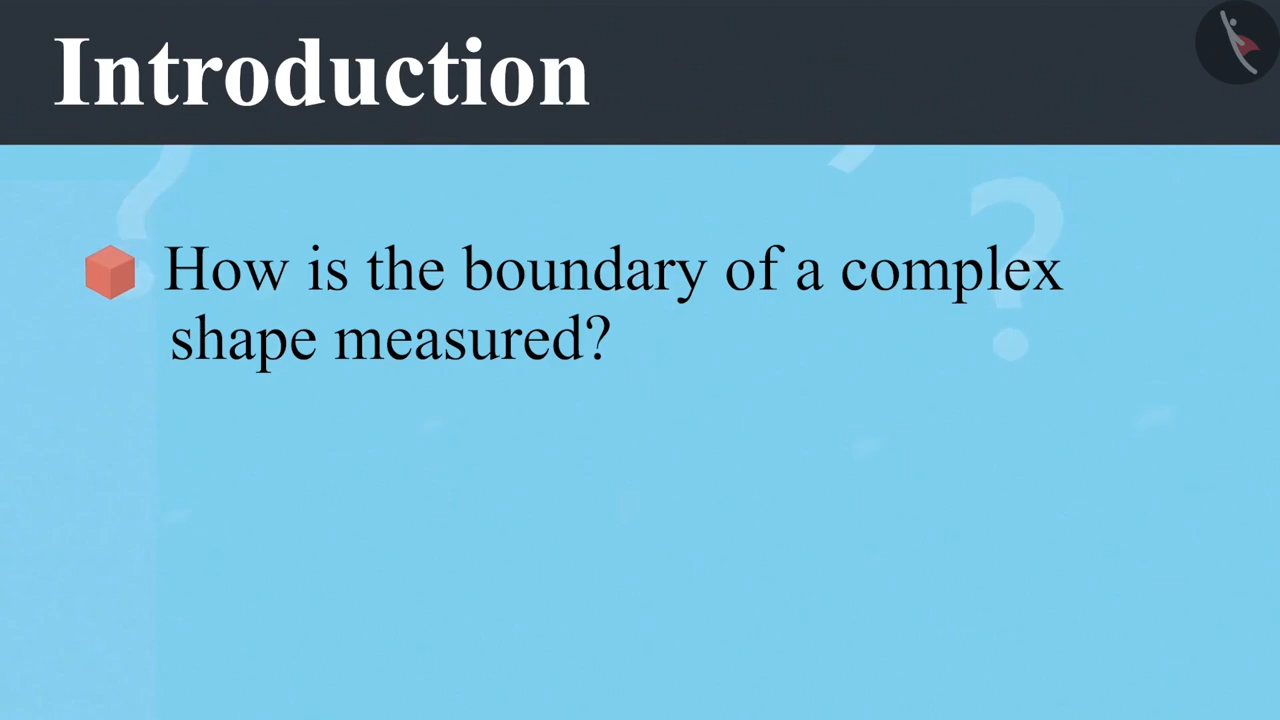 Introduction
How is the boundary of a complex
shape measured?